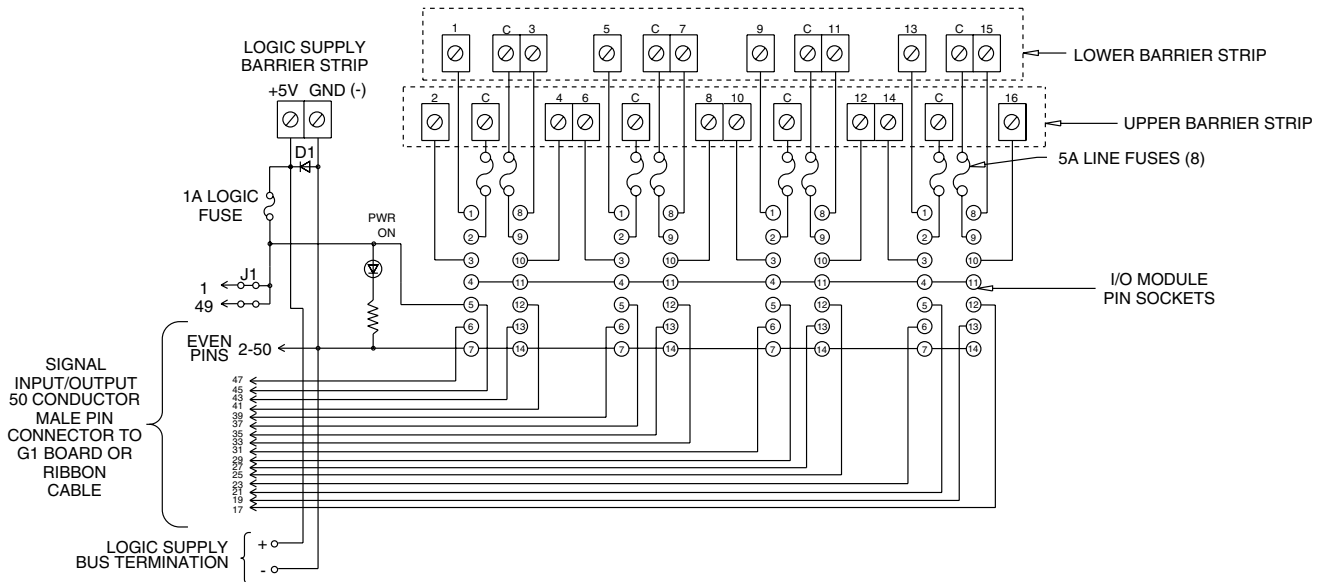 1 C 3 5 C 7 9 C 11 13 C 15
LOWER BARRIER STRIP
LOGIC SUPPLY
BARRIER STRIP
+5V GND (-)
2 C 4 6 C 8 10 C 12 14 C 16
UPPER BARRIER STRIP
D1
5A LINE FUSES (8)
1A LOGIC
FUSE
PWR
ON
1 8 1 8 1 8 1 8
2 9 2 9 2 9 2 9
3 10 3 10 3 10 3 10
4 11 4 11 4 11 4 11
I/O MODULE
PIN SOCKETS
J1
1
49
5 12 5 12 5 12 5 12
6 13 6 13 6 13 6 13
7 14 7 14 7 14 7 14
EVEN
PINS 2-50
SIGNAL
INPUT/OUTPUT
50 CONDUCTOR
MALE PIN
CONNECTOR TO
G1 BOARD OR
RIBBON
CABLE
47
45
43
41
39
37
35
33
31
29
27
25
23
21
19
17
LOGIC SUPPLY
BUS TERMINATION
+
-